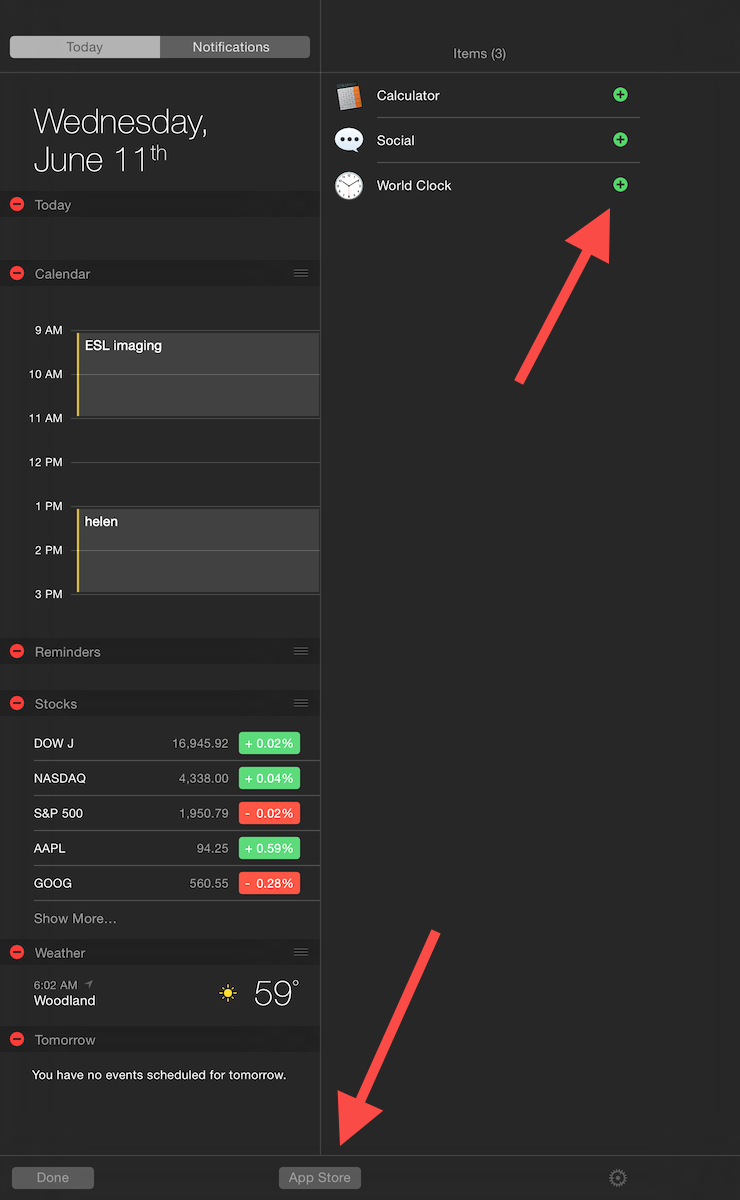 Today
Notifications
Items (3)
Wednesday,
June 11th
Today
Calendar
9 AM
ESL imaging
10 AM
11 AM
12 PM
1 PM
helen
2 PM
3 PM
Reminders
Stocks
DOW J 16,945.92 + 0.02%
NASDAQ 4,338.00 + 0.04%
S&P 500 1,950.79 - 0.02%
AAPL 94.25 + 0.59%
GOOG 560.55 - 0.28%
Show More...
Weather
6:02 AM
Woodland
59°
Tomorrow
You have no events scheduled for tomorrow.
Calculator
Social
World Clock
Done
App Store